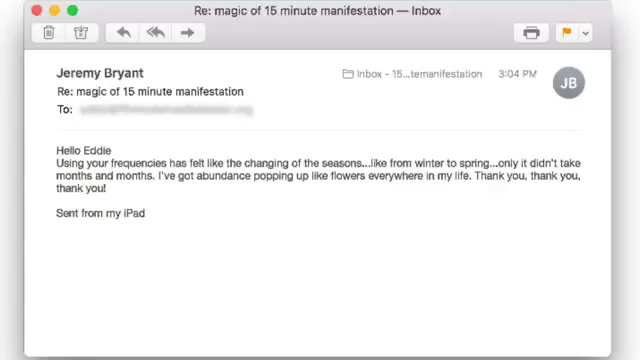 Re: magic of 15 minute manifestation — Inbox
Jeremy Bryant
Inbox - 15...temanifestation 3:04 PM
JB
Re: magic of 15 minute manifestation
To:
Hello Eddie
Using your frequencies has felt like the changing of the seasons...like from winter to spring...only it didn't take
months and months. I've got abundance popping up like flowers everywhere in my life. Thank you, thank you,
thank you!
Sent from my iPad